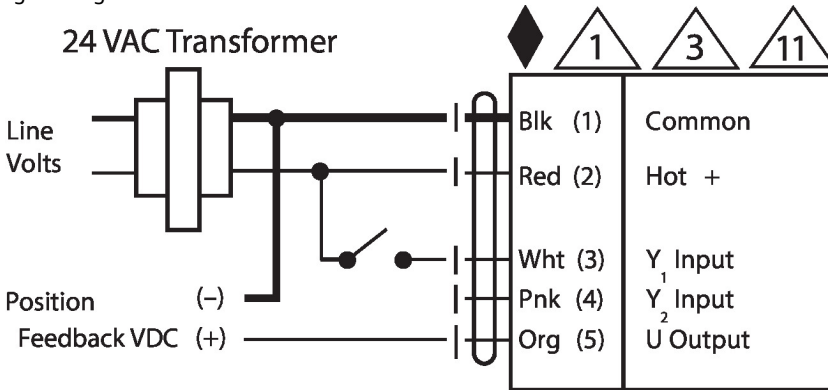 24 VAC Transformer
1 3 11
Line
Volts
Blk (1) Common
Red (2) Hot +
Wht (3) Y1 Input
Position (–)
Pnk (4) Y2 Input
Feedback VDC (+)
Org (5) U Output